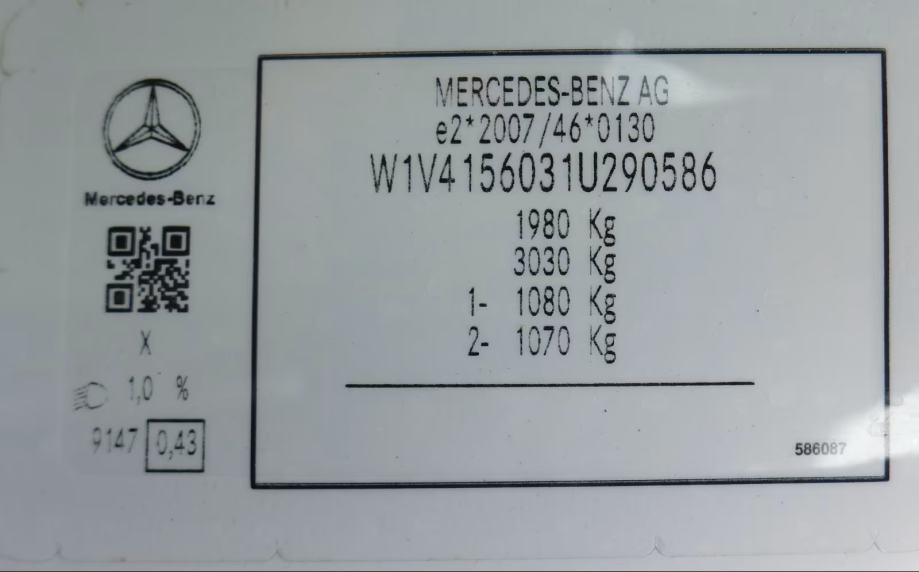 Mercedes-Benz
X
1,0 %
9147 0,43
MERCEDES-BENZ AG
e2*2007/46*0130
W1V4156031U290586
1980 Kg
3030 Kg
1- 1080 Kg
2- 1070 Kg
586087